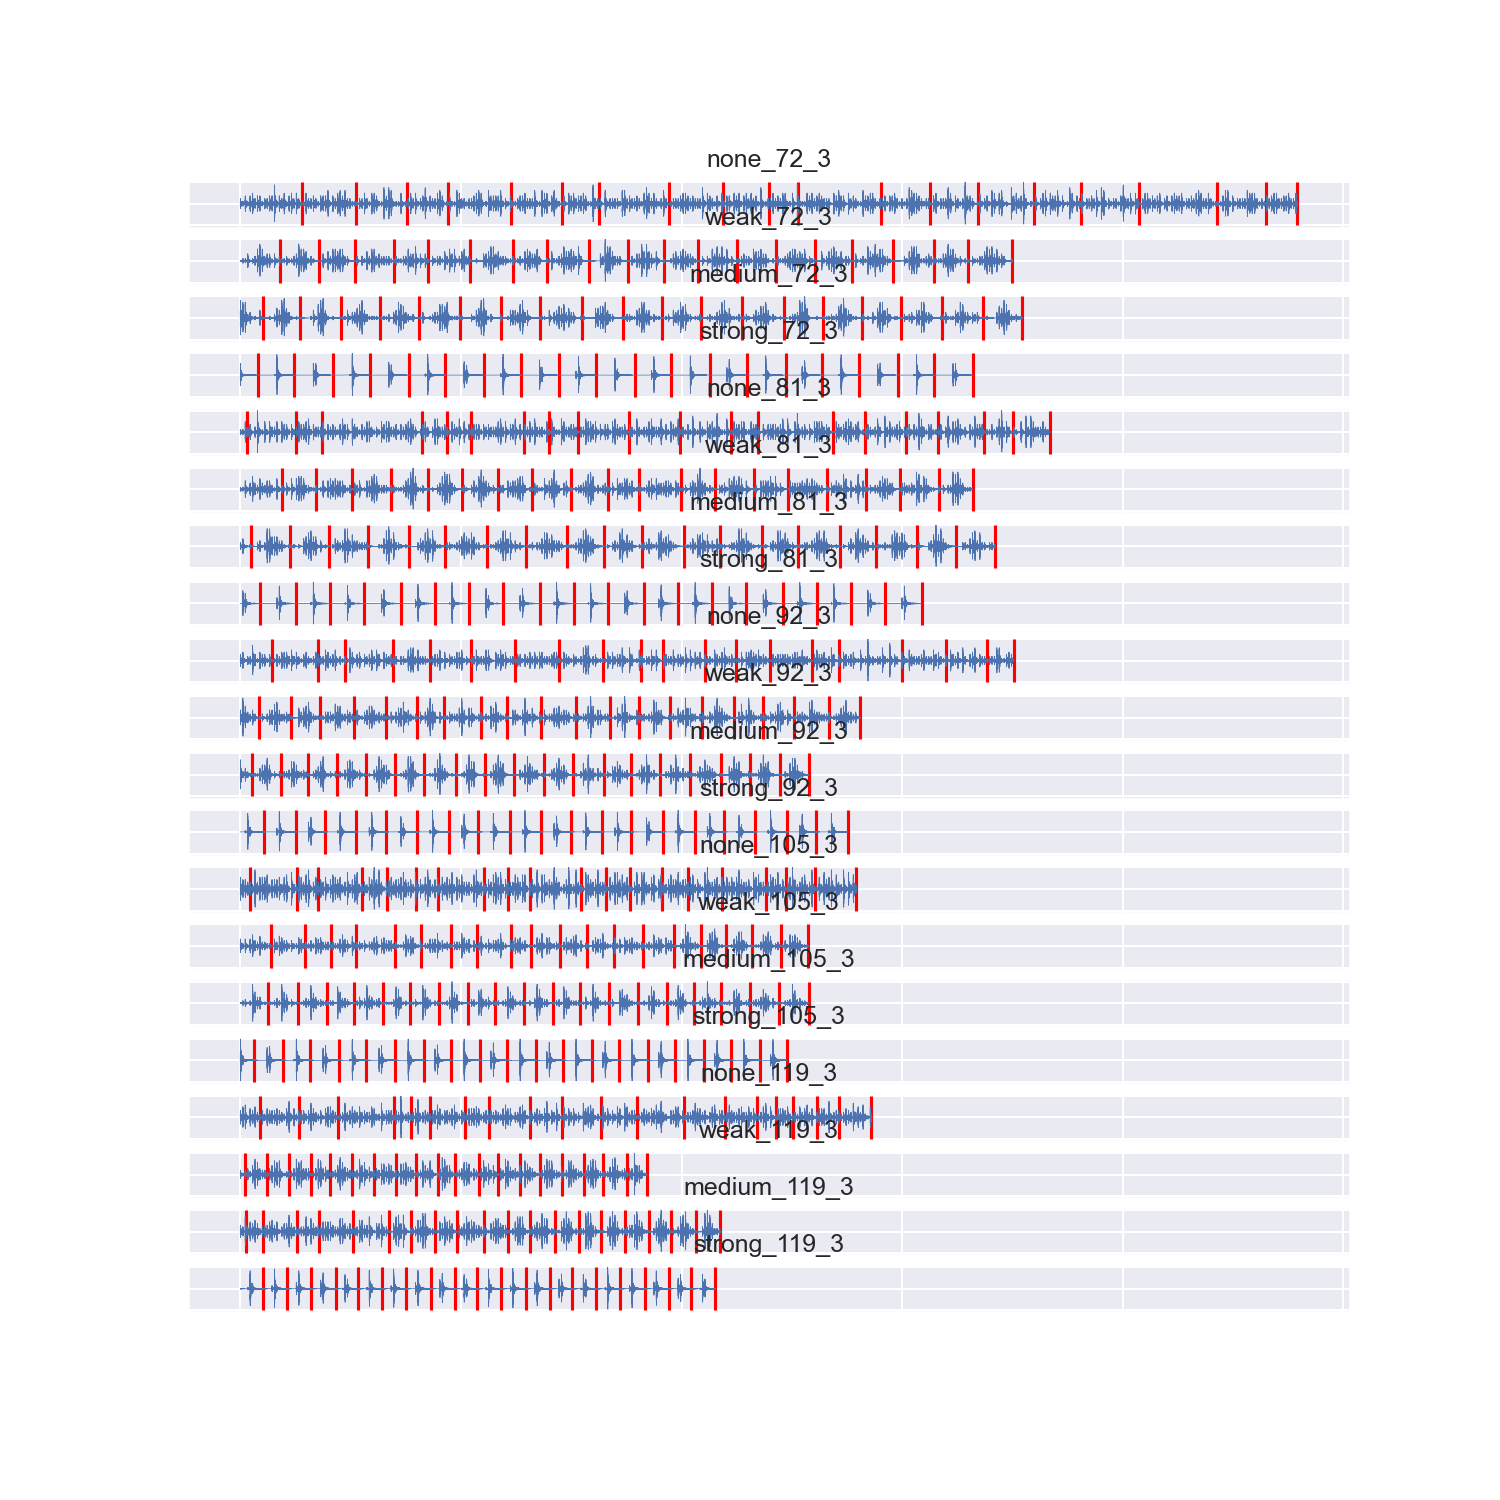 none_72_3
weak_72_3
medium_72_3
strong_72_3
none_81_3
weak_81_3
medium_81_3
strong_81_3
none_92_3
weak_92_3
medium_92_3
strong_92_3
none_105_3
weak_105_3
medium_105_3
strong_105_3
none_119_3
weak_119_3
medium_119_3
strong_119_3